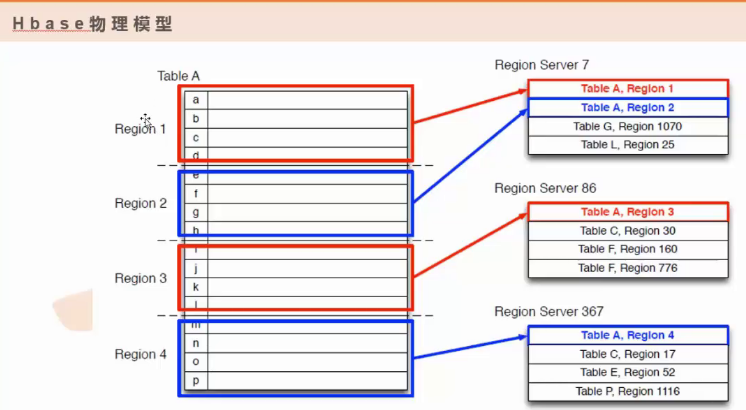 Hbase物理模型
Table A
Region 1
a
b
c
d
Region 2
e
f
g
h
Region 3
i
j
k
l
Region 4
m
n
o
p
Region Server 7
Table A, Region 1
Table A, Region 2
Table G, Region 1070
Table L, Region 25
Region Server 86
Table A, Region 3
Table C, Region 30
Table F, Region 160
Table F, Region 776
Region Server 367
Table A, Region 4
Table C, Region 17
Table E, Region 52
Table P, Region 1116